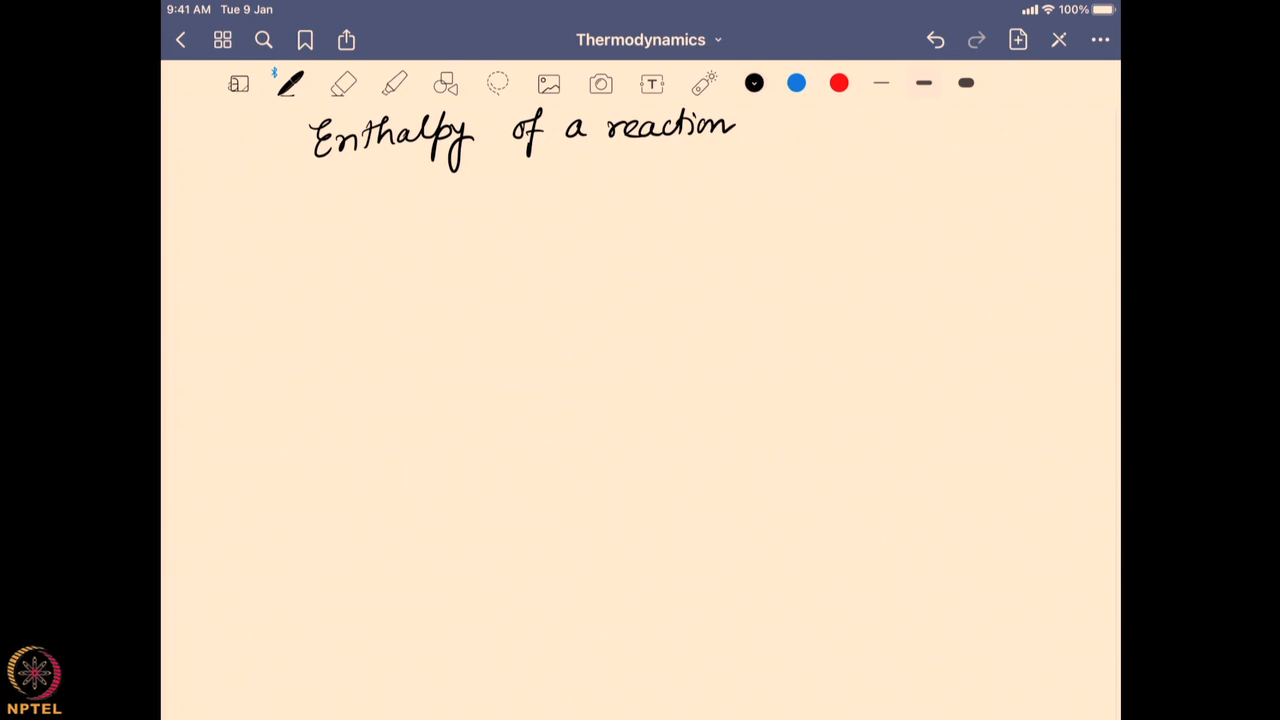 9:41 AM Tue 9 Jan
100%
Thermodynamics
T
Enthalpy of a reaction
NPTEL